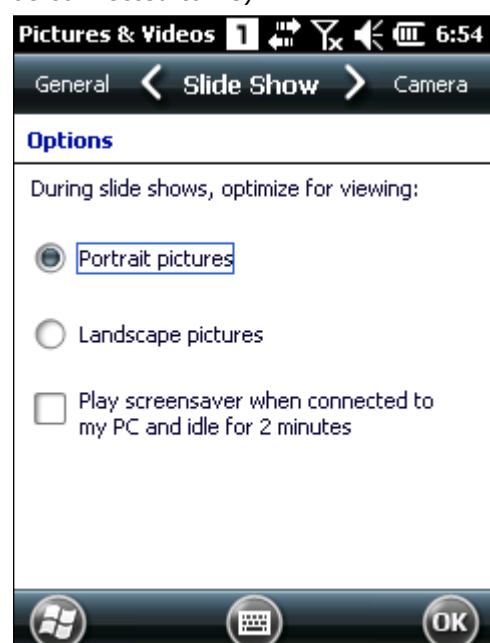 Pictures & Videos 1 6:54
General Slide Show Camera
Options
During slide shows, optimize for viewing:
Portrait pictures
Landscape pictures
Play screensaver when connected to
my PC and idle for 2 minutes
OK